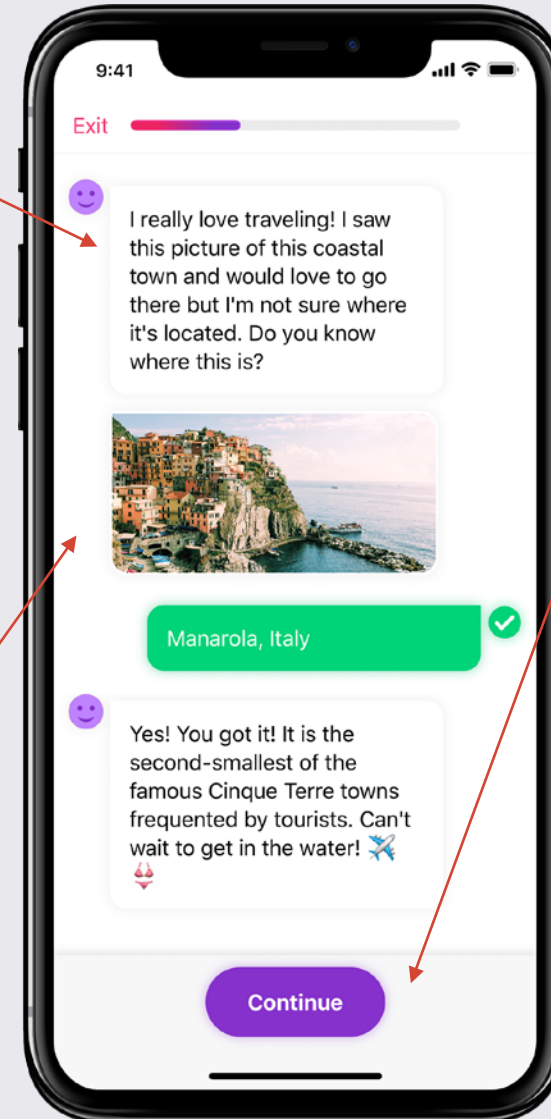 9:41
Exit
I really love traveling! I saw
this picture of this coastal
town and would love to go
there but I'm not sure where
it's located. Do you know
where this is?
Manarola, Italy
Yes! You got it! It is the
second-smallest of the
famous Cinque Terre towns
frequented by tourists. Can't
wait to get in the water! ✈️
👙
Continue